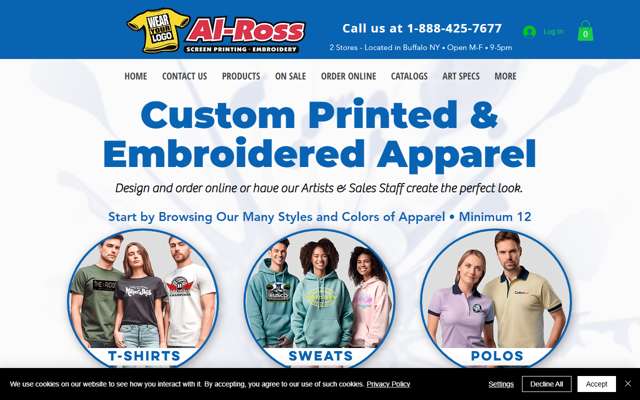 WEAR YOUR LOGO
Al-Ross
SCREEN PRINTING • EMBROIDERY
Call us at 1-888-425-7677
2 Stores - Located in Buffalo NY • Open M-F • 9-5pm
Log In
0
HOME CONTACT US PRODUCTS ON SALE ORDER ONLINE CATALOGS ART SPECS MORE
Custom Printed &
Embroidered Apparel
Design and order online or have our Artists & Sales Staff create the perfect look.
Start by Browsing Our Many Styles and Colors of Apparel • Minimum 12
T-SHIRTS
SWEATS
POLOS
We use cookies on our website to see how you interact with it. By accepting, you agree to our use of such cookies. Privacy Policy
Settings
Decline All
Accept